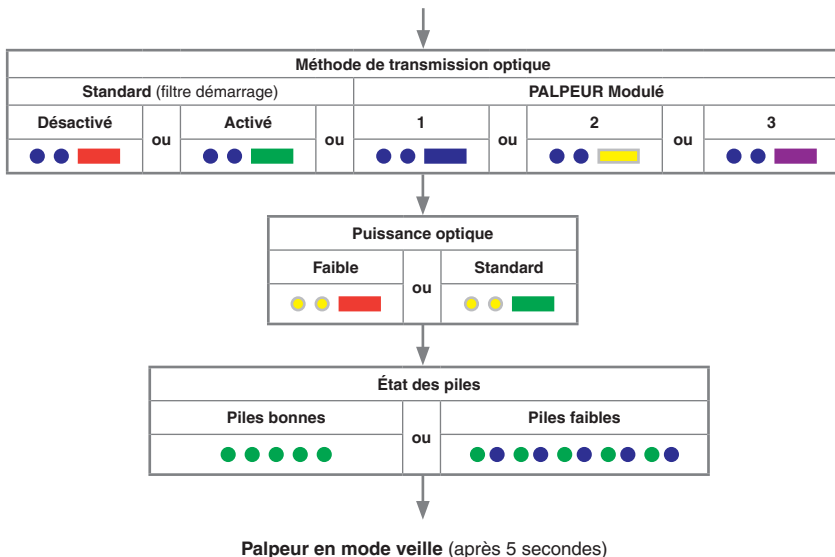 Méthode de transmission optique
Standard (filtre démarrage) PALPEUR Modulé
Désactivé ou Activé ou 1 ou 2 ou 3
Puissance optique
Faible ou Standard
État des piles
Piles bonnes ou Piles faibles
Palpeur en mode veille (après 5 secondes)